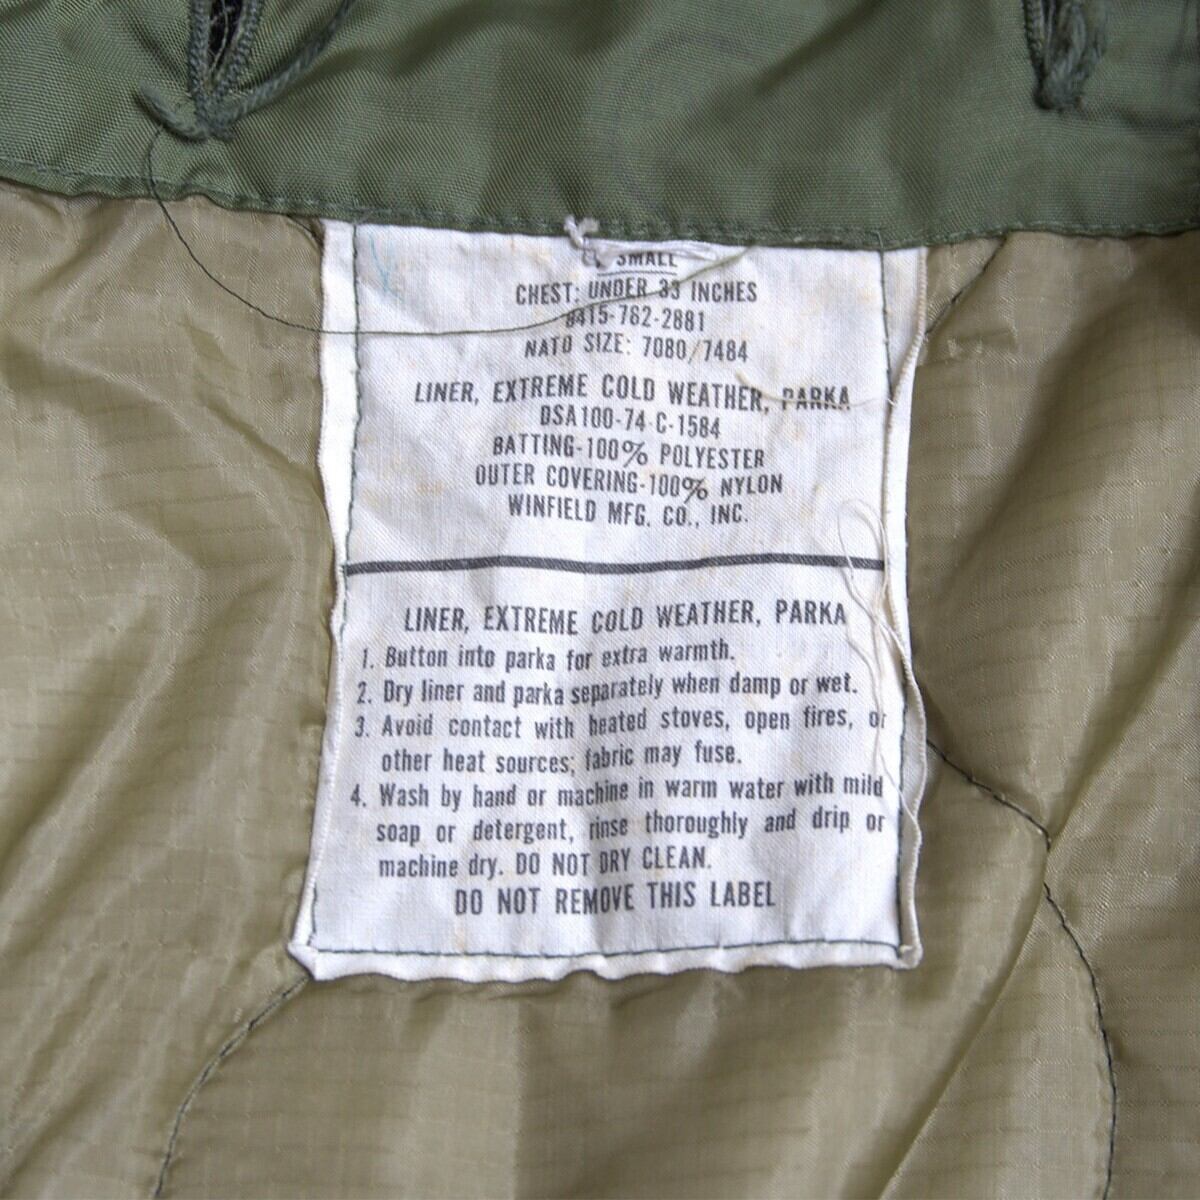 SMALL
CHEST: UNDER 33 INCHES
8415-782-2881
NATO SIZE: 7080/7484
LINER, EXTREME COLD WEATHER, PARKA
DSA100-74-C-1584
BATTING-100% POLYESTER
OUTER COVERING-100% NYLON
WINFIELD MFG. CO., INC.
LINER, EXTREME COLD WEATHER, PARKA
1. Button into parka for extra warmth.
2. Dry liner and parka separately when damp or wet.
3. Avoid contact with heated stoves, open fires, or
other heat sources; fabric may fuse.
4. Wash by hand or machine in warm water with mild
soap or detergent, rinse thoroughly and drip or
machine dry. DO NOT DRY CLEAN.
DO NOT REMOVE THIS LABEL